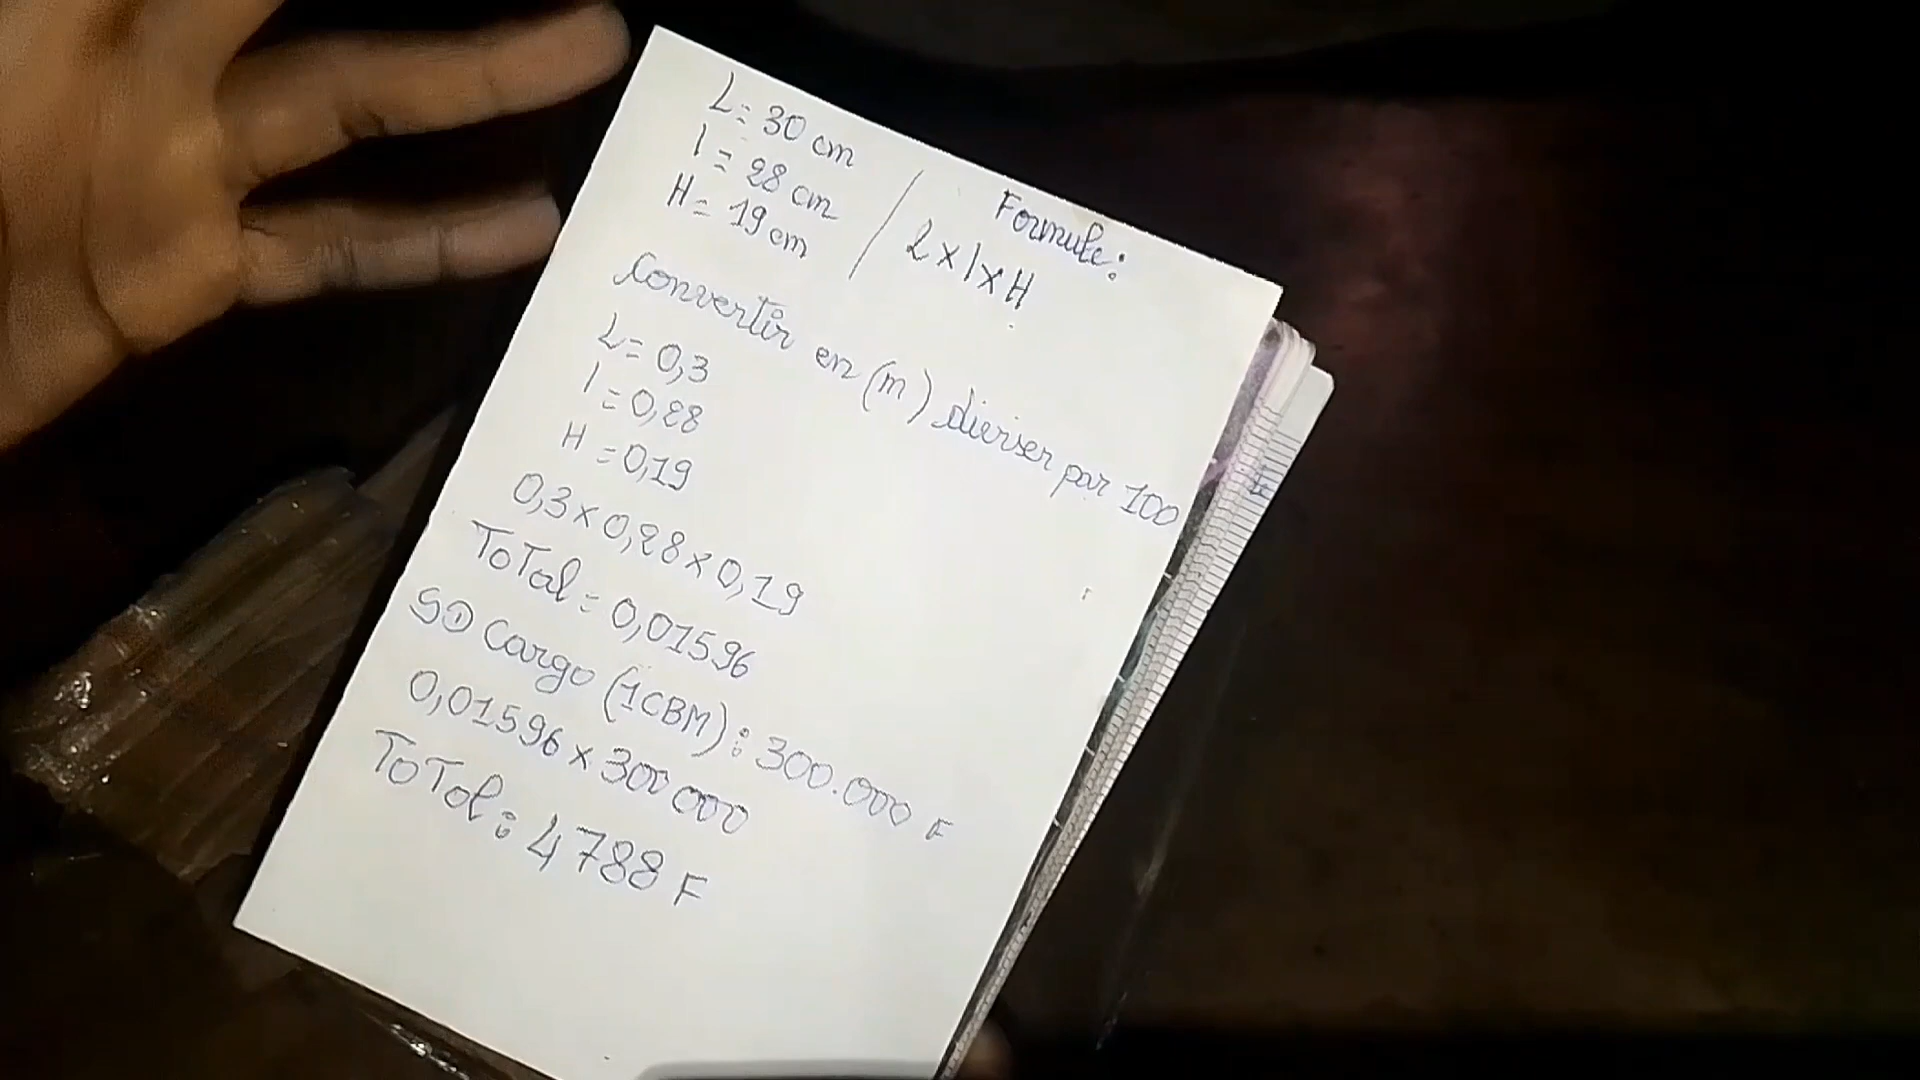 L= 30 cm
l = 28 cm
H= 19 cm
Formule:
L x l x H
Convertir en (m) diviser par 100
L= 0,3
l = 0,28
H = 0,19
0,3 x 0,28 x 0,19
ToTal = 0,01596
Cargo (1CBM) : 300.000 F
0,01596 x 300 000
ToTal : 4788 F